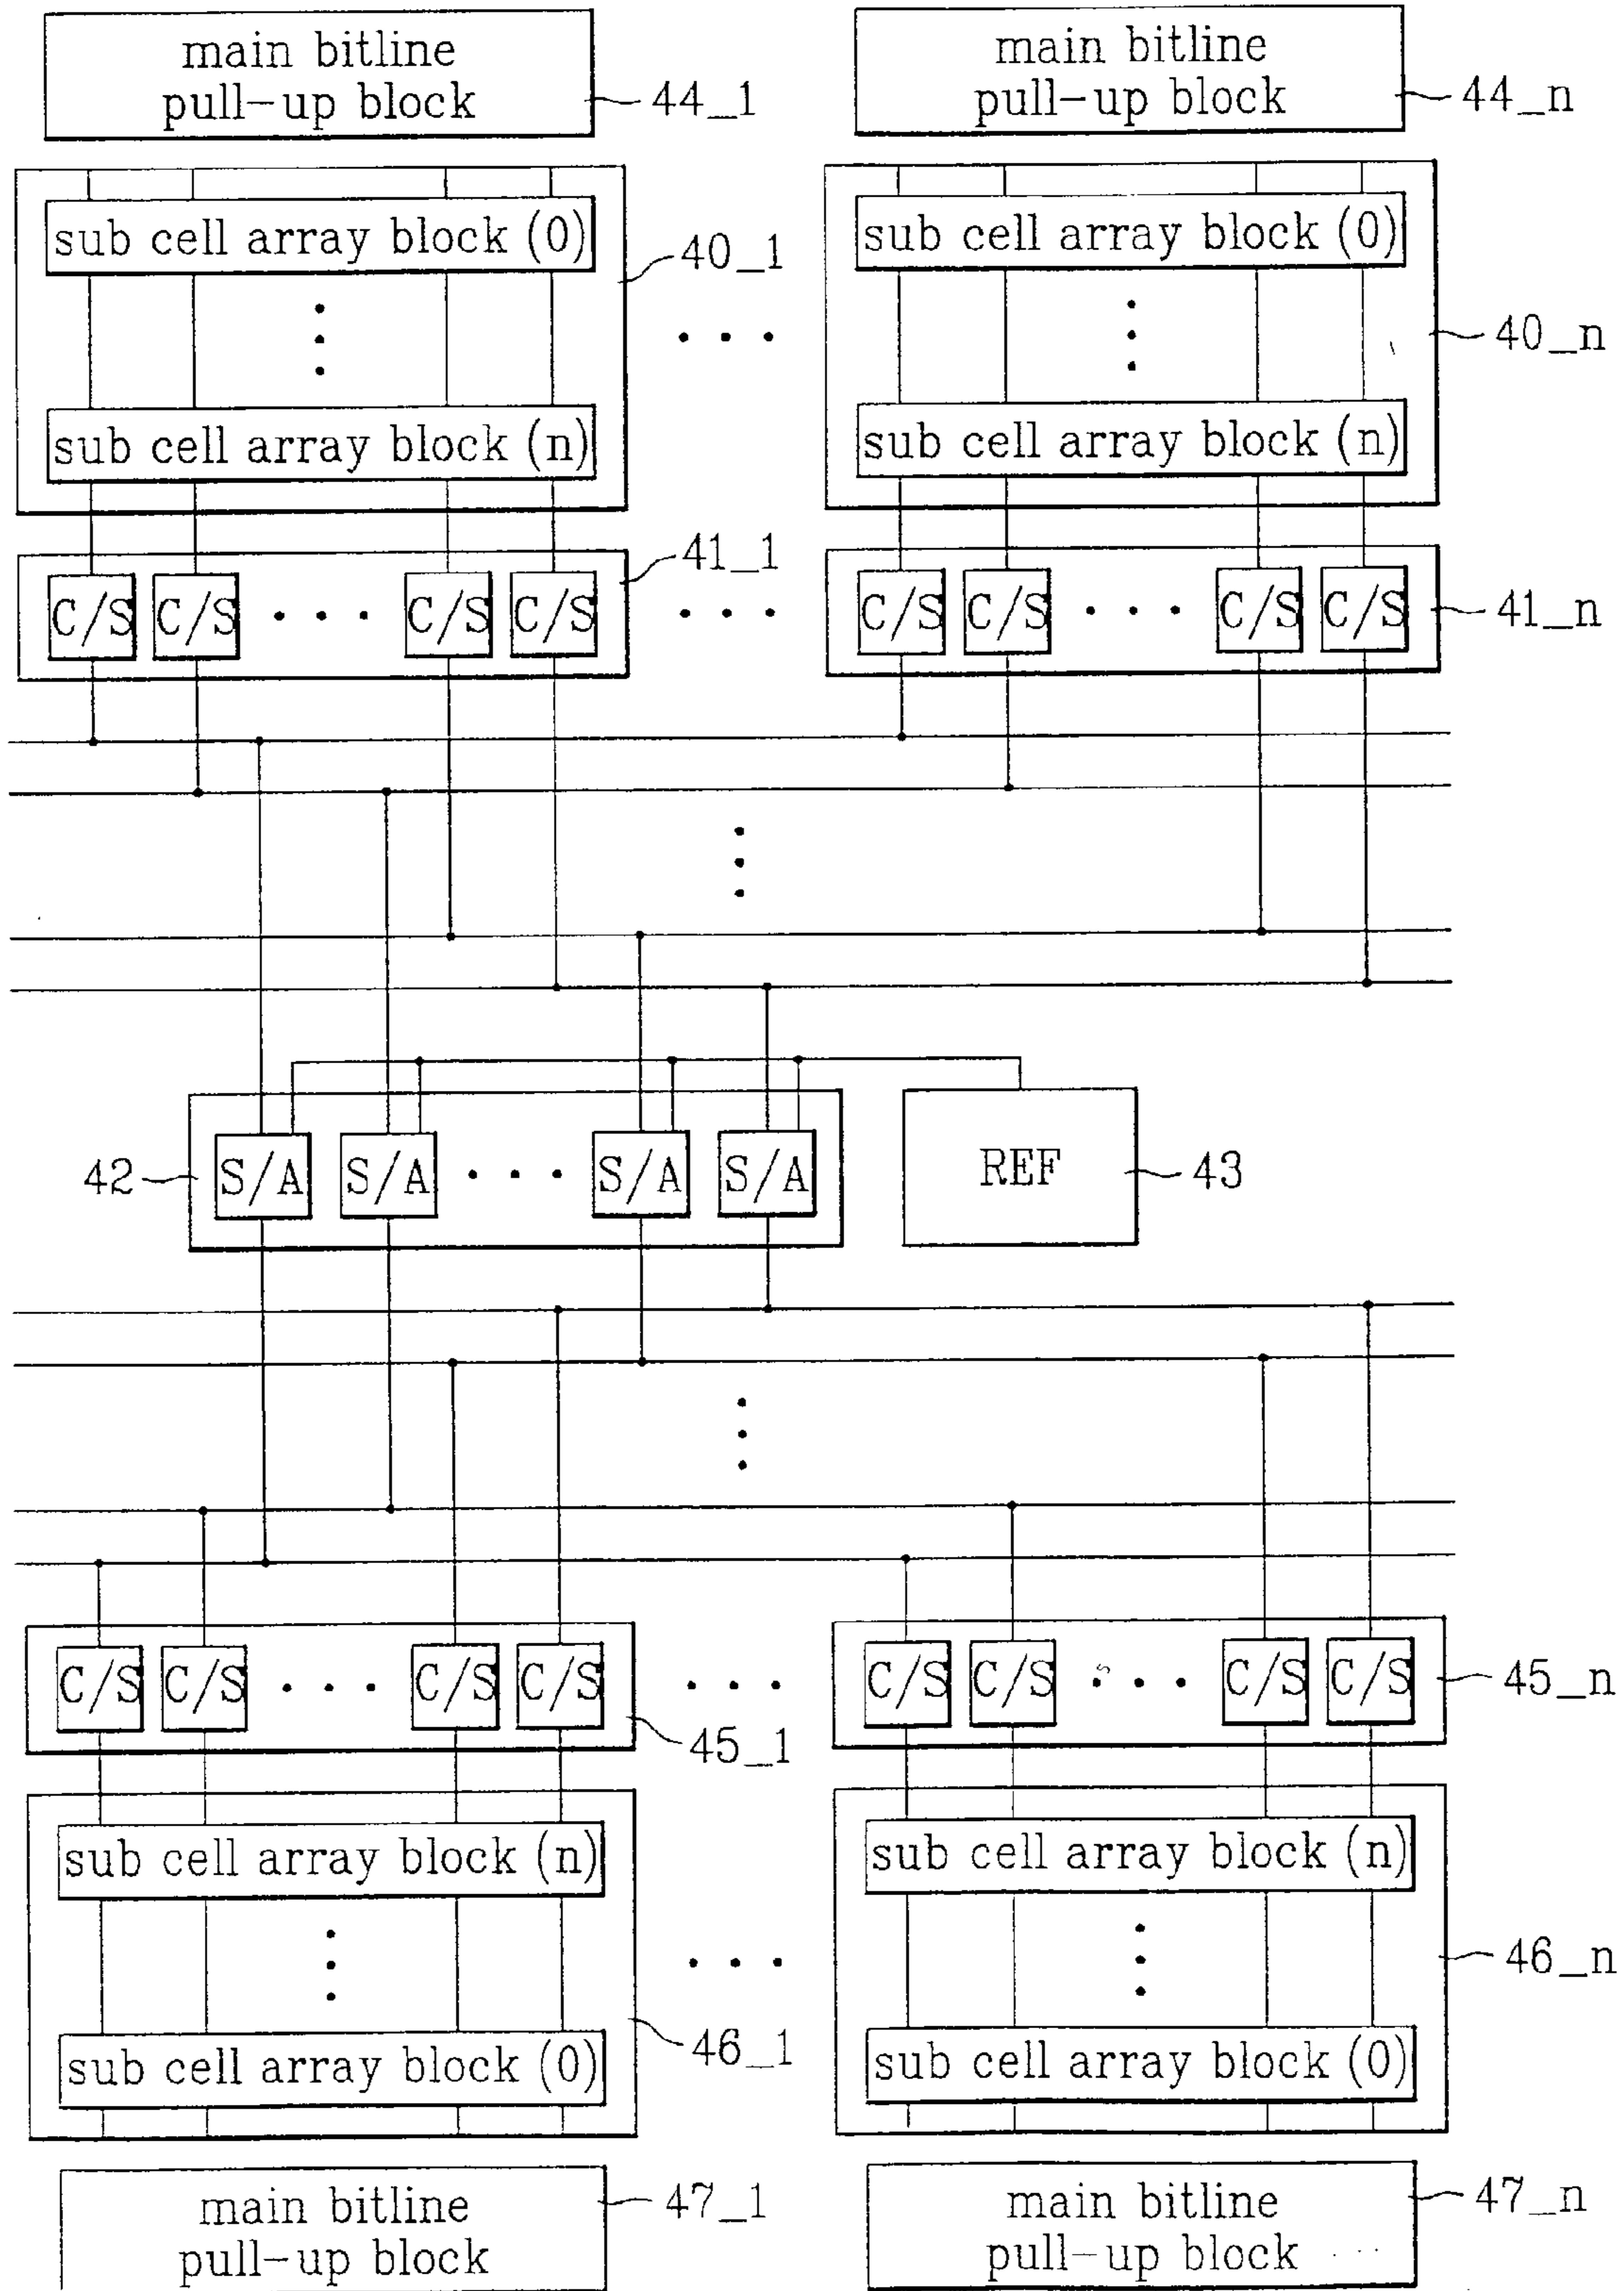 main bitline
pull-up block
44_1
main bitline
pull-up block
44_n
sub cell array block (0)
40_1
sub cell array block (n)
sub cell array block (0)
40_n
sub cell array block (n)
41_1
C/S C/S C/S C/S
C/S C/S C/S C/S
41_n
42
S/A S/A S/A S/A
REF
43
C/S C/S C/S C/S
45_1
C/S C/S C/S C/S
45_n
sub cell array block (n)
sub cell array block (0)
46_1
sub cell array block (n)
46_n
sub cell array block (0)
main bitline
pull-up block
47_1
main bitline
pull-up block
47_n